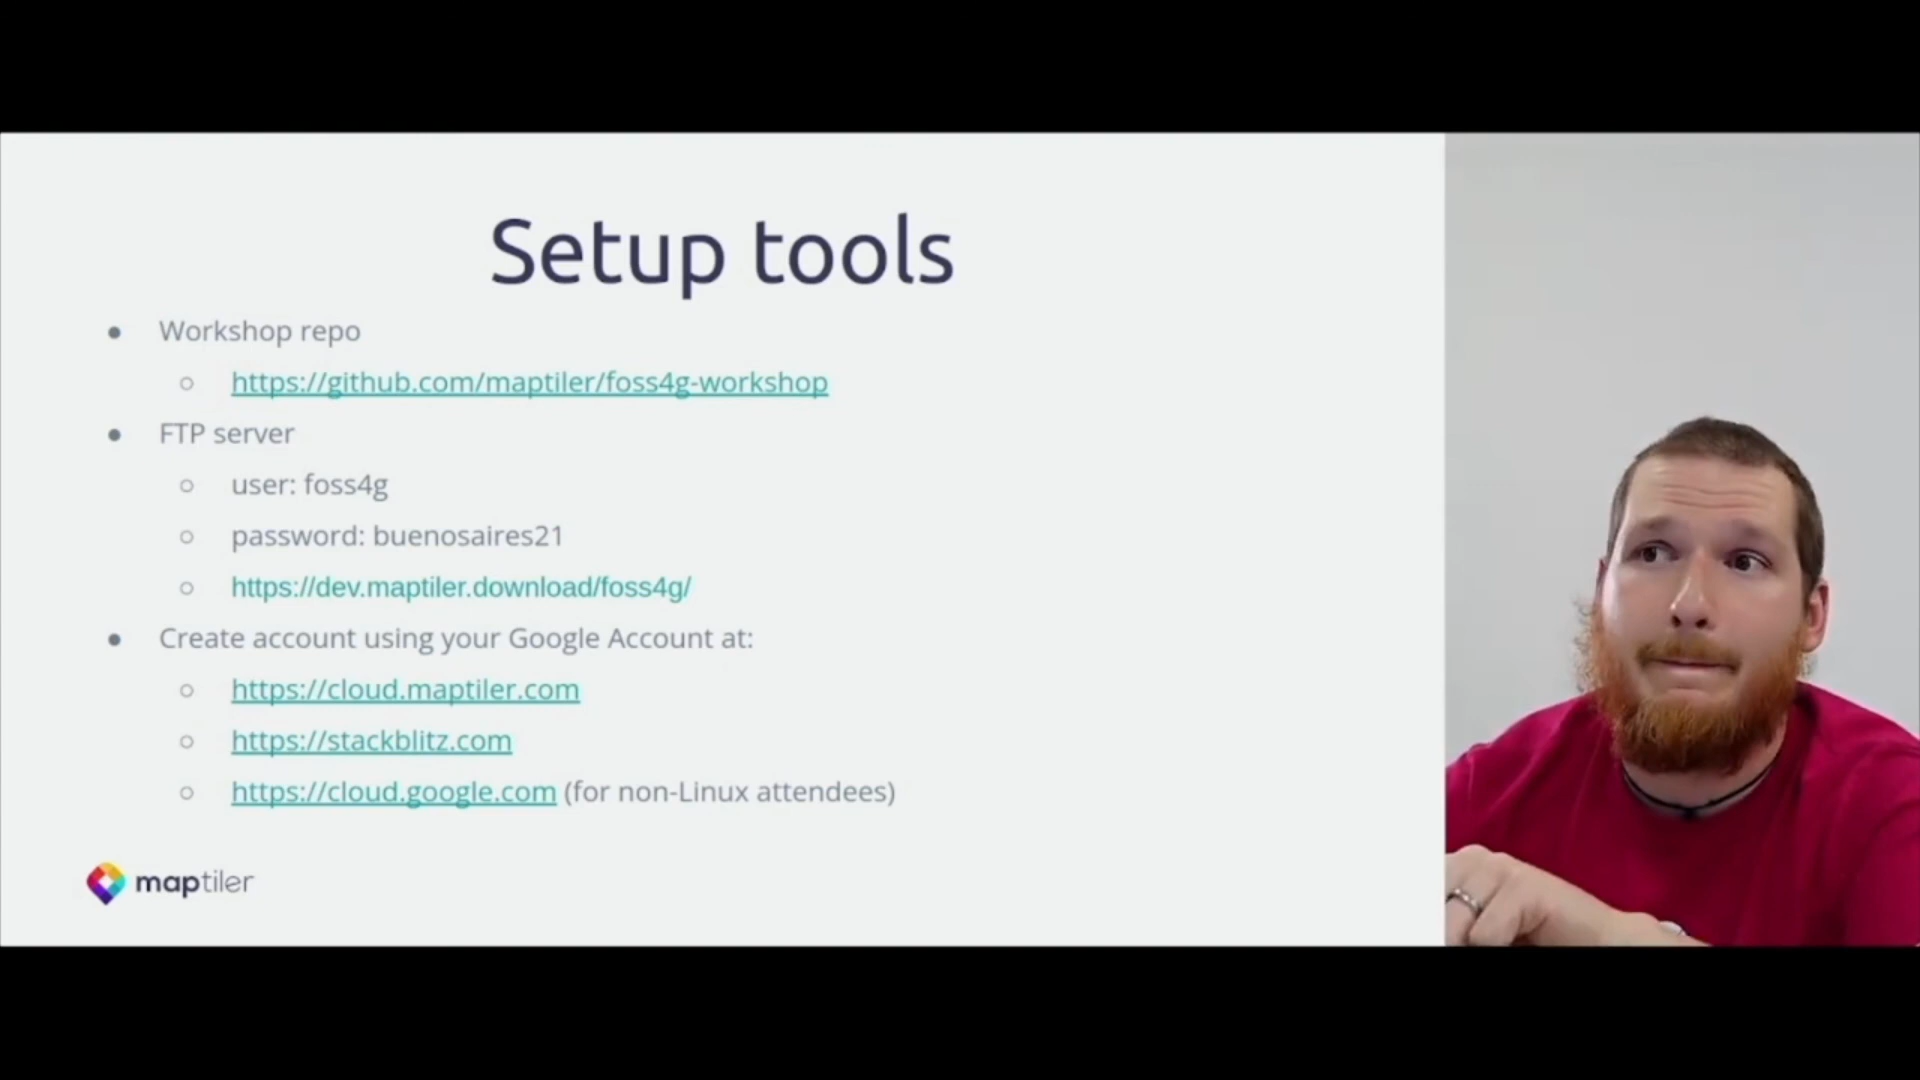 Setup tools
Workshop repo
https://github.com/maptiler/foss4g-workshop
FTP server
user: foss4g
password: buenosaires21
https://dev.maptiler.download/foss4g/
Create account using your Google Account at:
https://cloud.maptiler.com
https://stackblitz.com
https://cloud.google.com (for non-Linux attendees)
maptiler